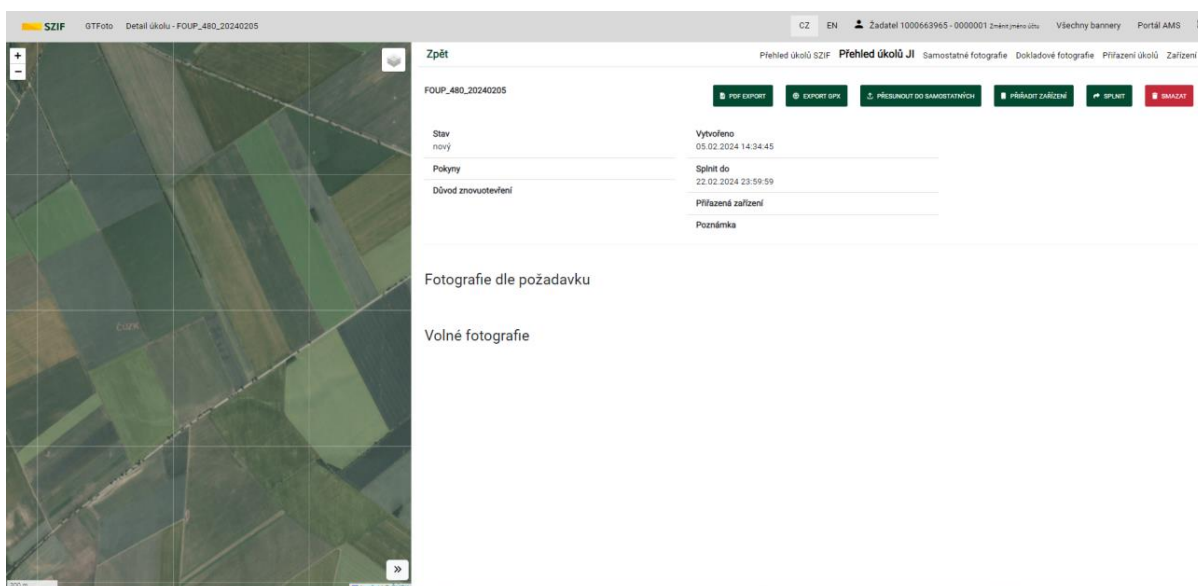 SZIF GTFoto Detail úkolu - FOUP_480_20240205 CZ EN Žadatel 1000663965 - 0000001 Změnit jméno účtu Všechny bannery Portál AMS
+
−
Zpět Přehled úkolů SZIF Přehled úkolů JI Samostatné fotografie Dokladové fotografie Přiřazení úkolů Zařízení
FOUP_480_20240205 PDF EXPORT EXPORT GPX PŘESUNOUT DO SAMOSTATNÝCH PŘIŘADIT ZAŘÍZENÍ SPLNIT SMAZAT
Stav Vytvořeno
nový 05.02.2024 14:34:45
Pokyny Splnit do
22.02.2024 23:59:59
Důvod znovuotevření
Přiřazená zařízení
Poznámka
Fotografie dle požadavku
Volné fotografie
»